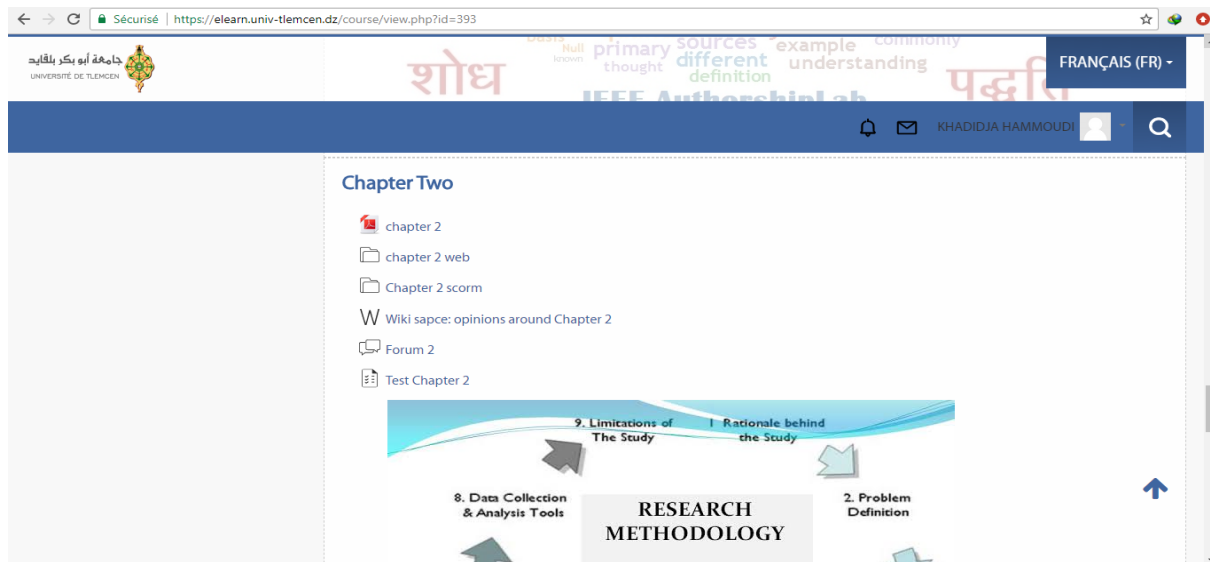 Sécurisé | https://elearn.univ-tlemcen.dz/course/view.php?id=393
جامعة أبو بكر بلقايد
UNIVERSITÉ DE TLEMCEN
Null primary sources example commonly
known thought different understanding
definition
शोध
IEEE AuthorshipLab
FRANÇAIS (FR)
KHADIDJA HAMMOUDI
Chapter Two
chapter 2
chapter 2 web
Chapter 2 scorm
W Wiki sapce: opinions around Chapter 2
Forum 2
Test Chapter 2
9. Limitations of
The Study
1 Rationale behind
the Study
8. Data Collection
& Analysis Tools
RESEARCH
METHODOLOGY
2. Problem
Definition